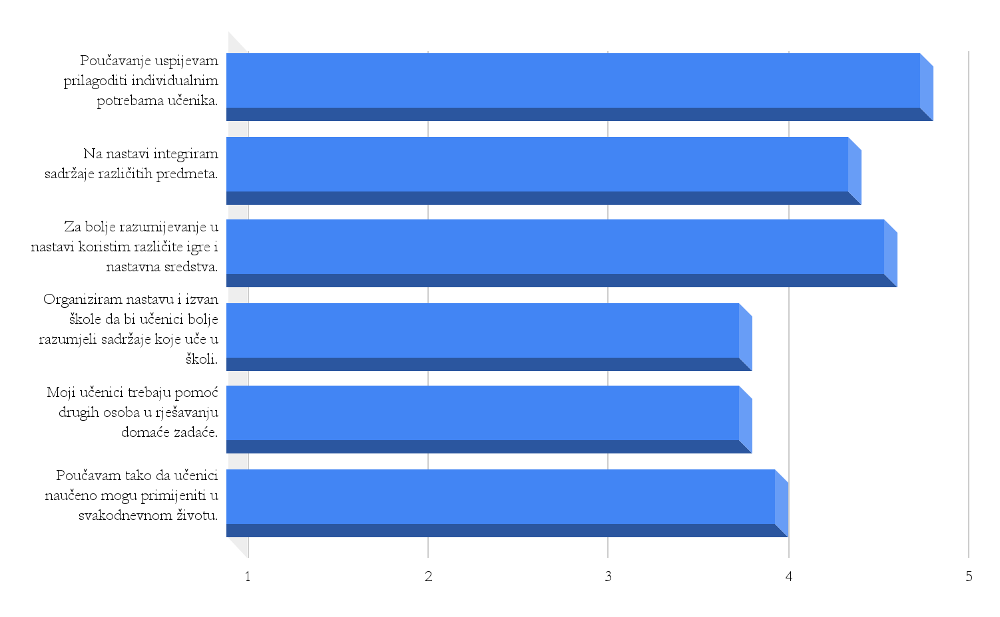 Poučavanje uspijevam
prilagoditi individualnim
potrebama učenika.
Na nastavi integriram
sadržaje različitih predmeta.
Za bolje razumijevanje u
nastavi koristim različite igre i
nastavna sredstva.
Organiziram nastavu i izvan
škole da bi učenici bolje
razumjeli sadržaje koje uče u
školi.
Moji učenici trebaju pomoć
drugih osoba u rješavanju
domaće zadaće.
Poučavam tako da učenici
naučeno mogu primijeniti u
svakodnevnom životu.
1 2 3 4 5